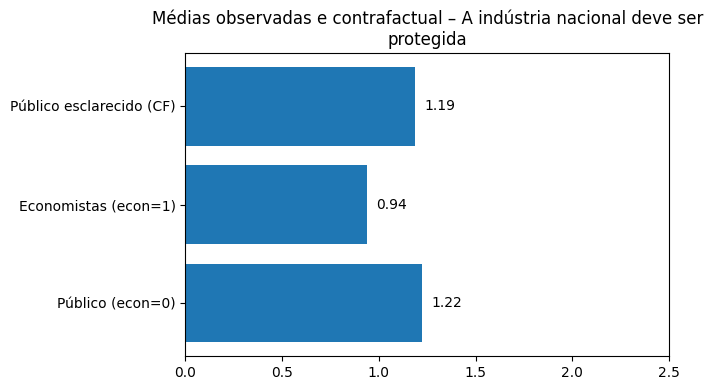 Médias observadas e contrafactual – A indústria nacional deve ser
protegida
Público esclarecido (CF)
1.19
Economistas (econ=1)
0.94
Público (econ=0)
1.22
0.0
0.5
1.0
1.5
2.0
2.5